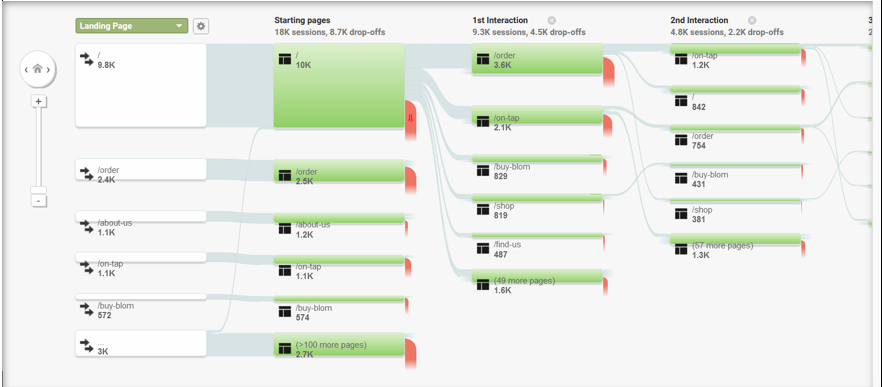 Landing Page
/
9.8K
/order
2.4K
/about-us
1.1K
/on-tap
1.1K
/buy-blom
572
...
3K
+
-
Starting pages
18K sessions, 8.7K drop-offs
/
10K
/order
2.5K
/about-us
1.2K
/on-tap
1.1K
/buy-blom
574
(>100 more pages)
2.7K
1st Interaction
9.3K sessions, 4.5K drop-offs
/order
3.6K
/on-tap
2.1K
/buy-blom
829
/shop
819
/find-us
487
(49 more pages)
1.6K
2nd Interaction
4.8K sessions, 2.2K drop-offs
/on-tap
1.2K
/
842
/order
754
/buy-blom
431
/shop
381
(57 more pages)
1.3K
3
2